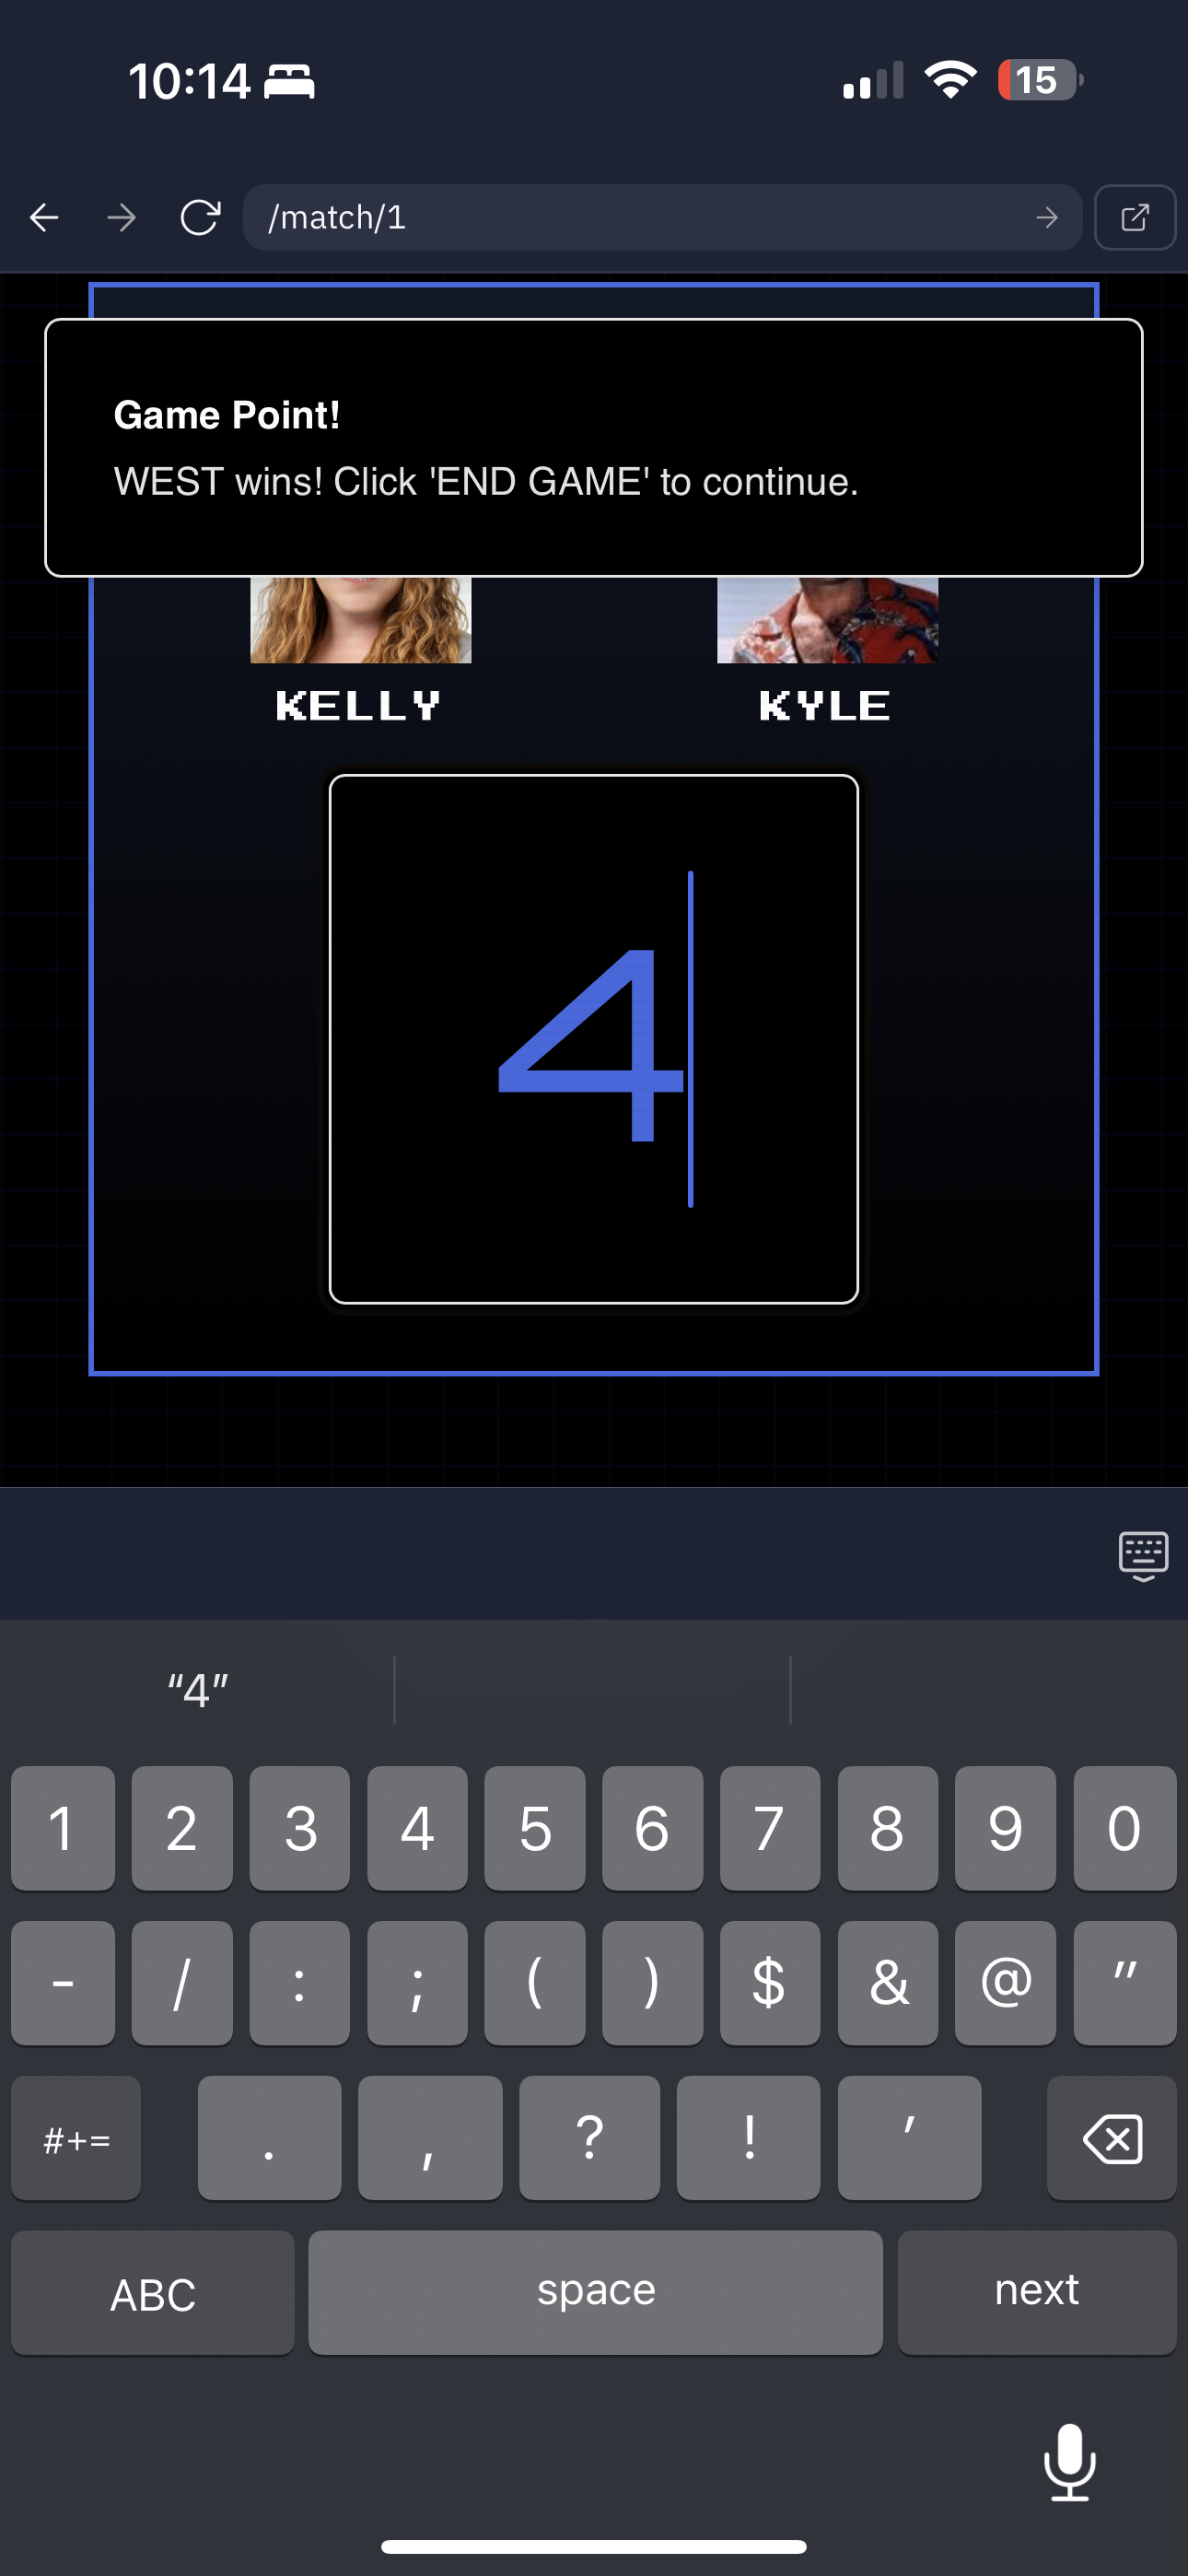 10:14
15
/match/1
Game Point!
WEST wins! Click 'END GAME' to continue.
KELLY KYLE
4
“4”
1 2 3 4 5 6 7 8 9 0
- / : ; ( ) $ & @ "
#+= . , ? ! '
ABC space next